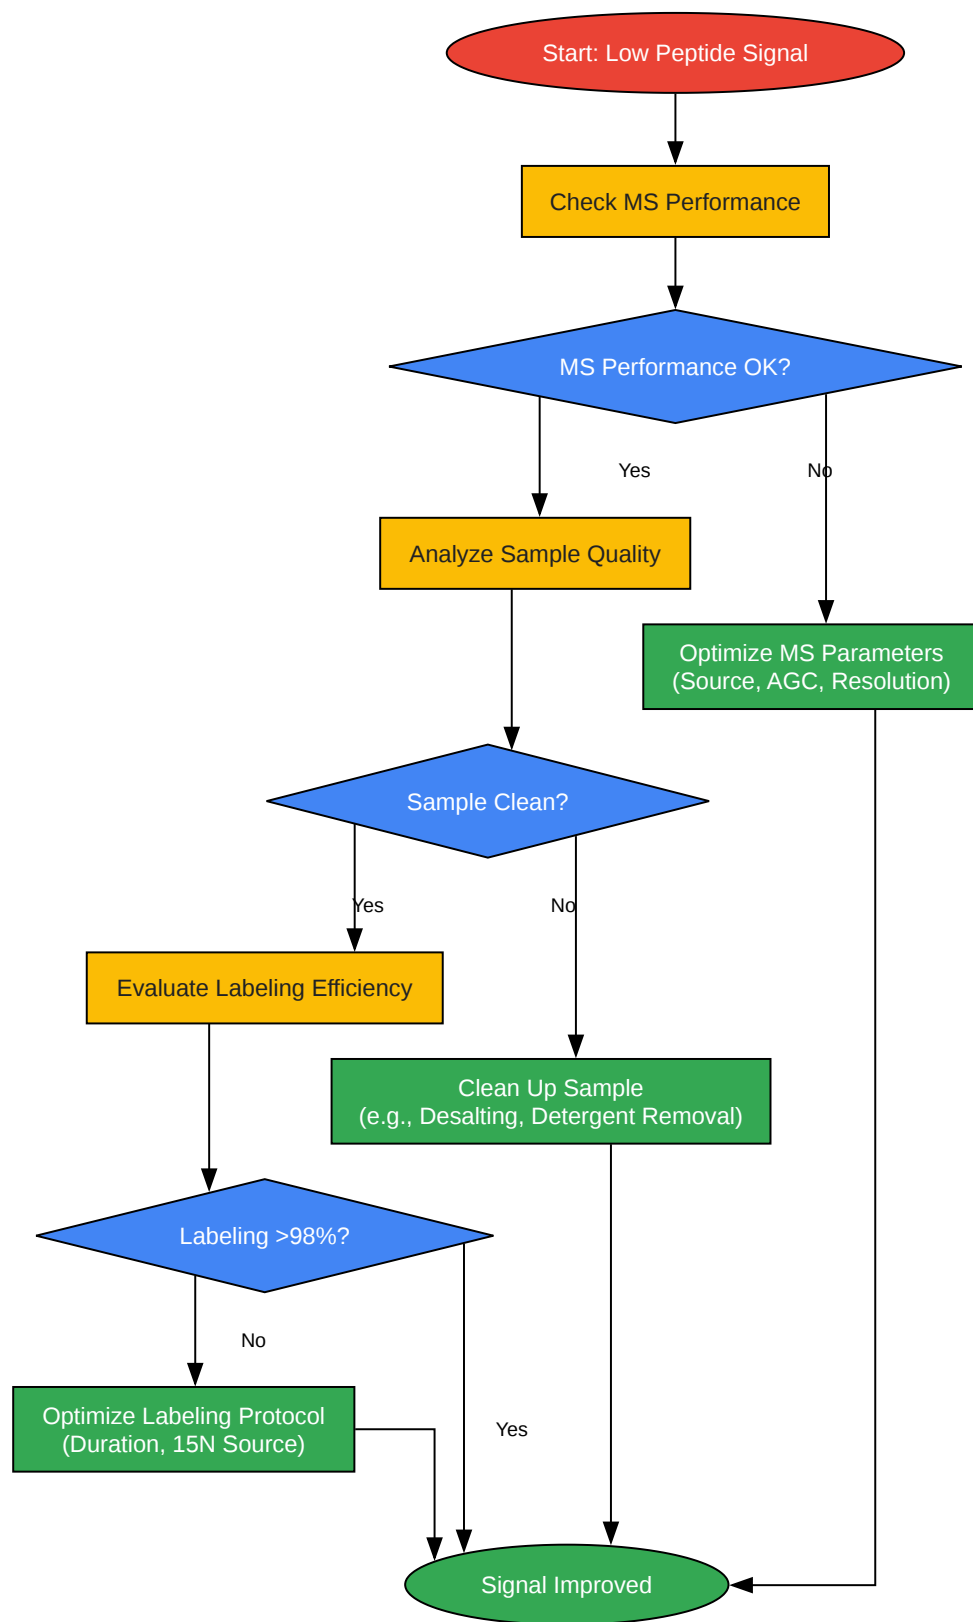 Start: Low Peptide Signal
Check MS Performance
MS Performance OK?
Yes
No
Analyze Sample Quality
Optimize MS Parameters
(Source, AGC, Resolution)
Sample Clean?
Yes
No
Evaluate Labeling Efficiency
Clean Up Sample
(e.g., Desalting, Detergent Removal)
Labeling >98%?
No
Optimize Labeling Protocol
(Duration, 15N Source)
Yes
Signal Improved